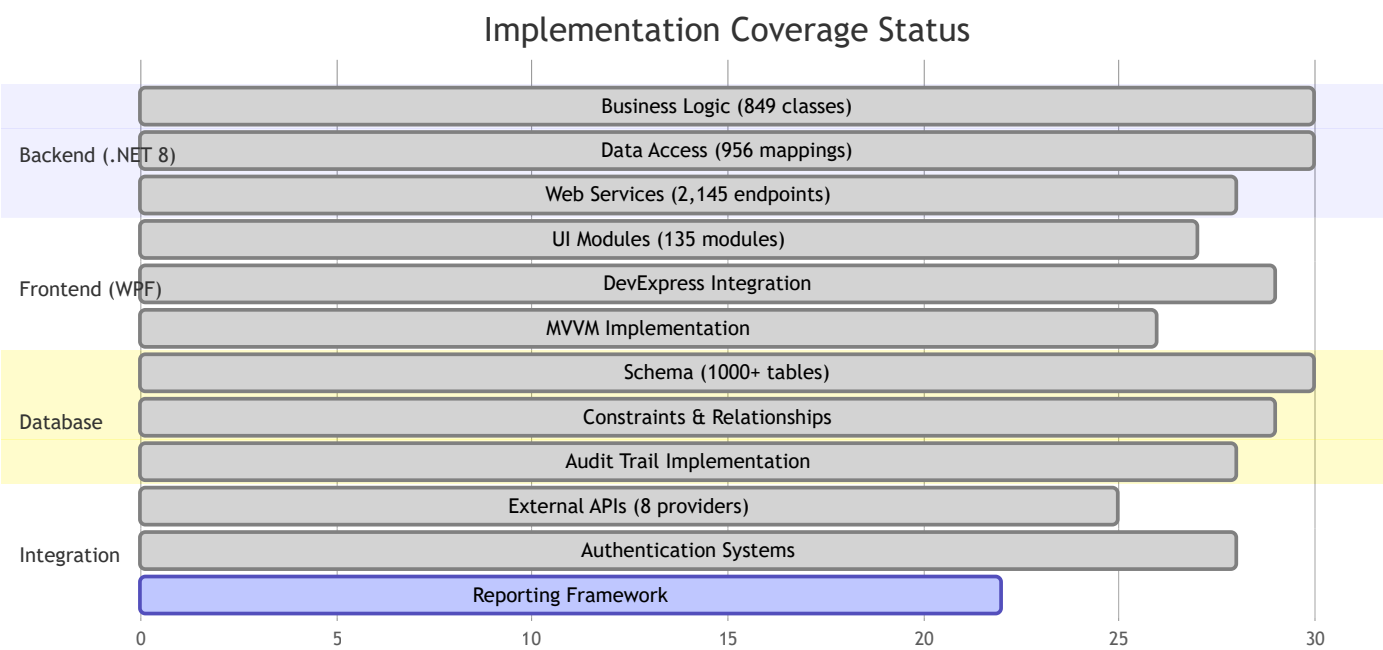 Implementation Coverage Status
Backend (.NET 8)
Business Logic (849 classes)
Data Access (956 mappings)
Web Services (2,145 endpoints)
Frontend (WPF)
UI Modules (135 modules)
DevExpress Integration
MVVM Implementation
Database
Schema (1000+ tables)
Constraints & Relationships
Audit Trail Implementation
Integration
External APIs (8 providers)
Authentication Systems
Reporting Framework
0 5 10 15 20 25 30